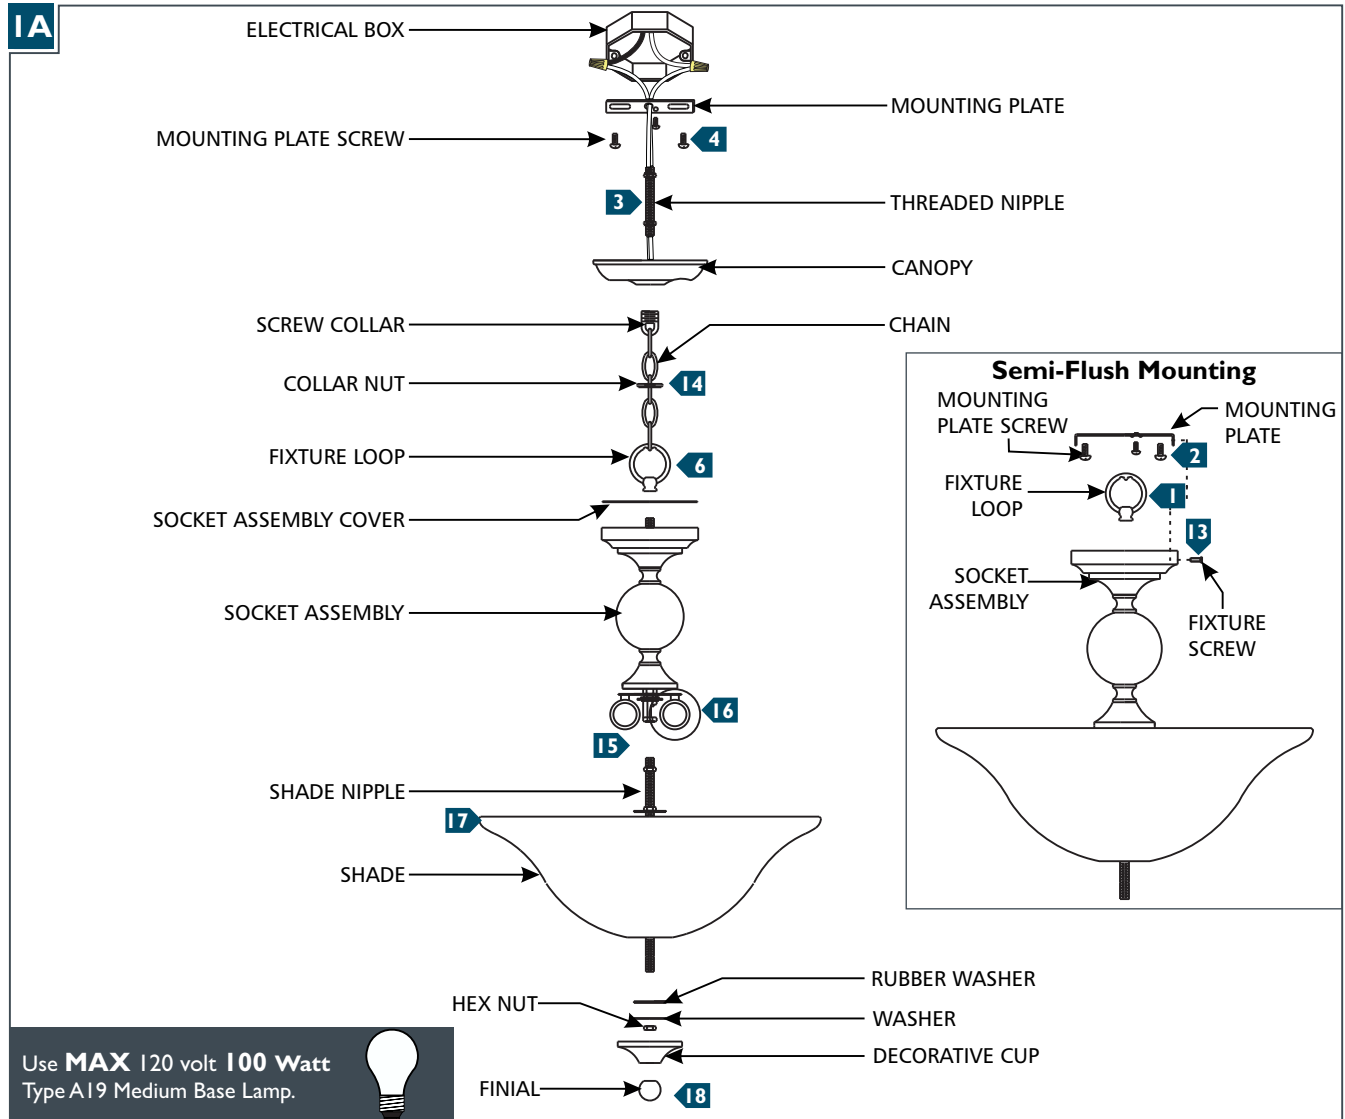 1A
ELECTRICAL BOX
MOUNTING PLATE
MOUNTING PLATE SCREW
4
3
THREADED NIPPLE
CANOPY
SCREW COLLAR
CHAIN
COLLAR NUT
14
FIXTURE LOOP
6
SOCKET ASSEMBLY COVER
SOCKET ASSEMBLY
16
15
SHADE NIPPLE
17
SHADE
RUBBER WASHER
HEX NUT
WASHER
DECORATIVE CUP
FINIAL
18
Semi-Flush Mounting
MOUNTING
PLATE SCREW
MOUNTING
PLATE
2
FIXTURE
LOOP
1
13
SOCKET
ASSEMBLY
FIXTURE
SCREW
Use MAX 120 volt 100 Watt
Type A19 Medium Base Lamp.